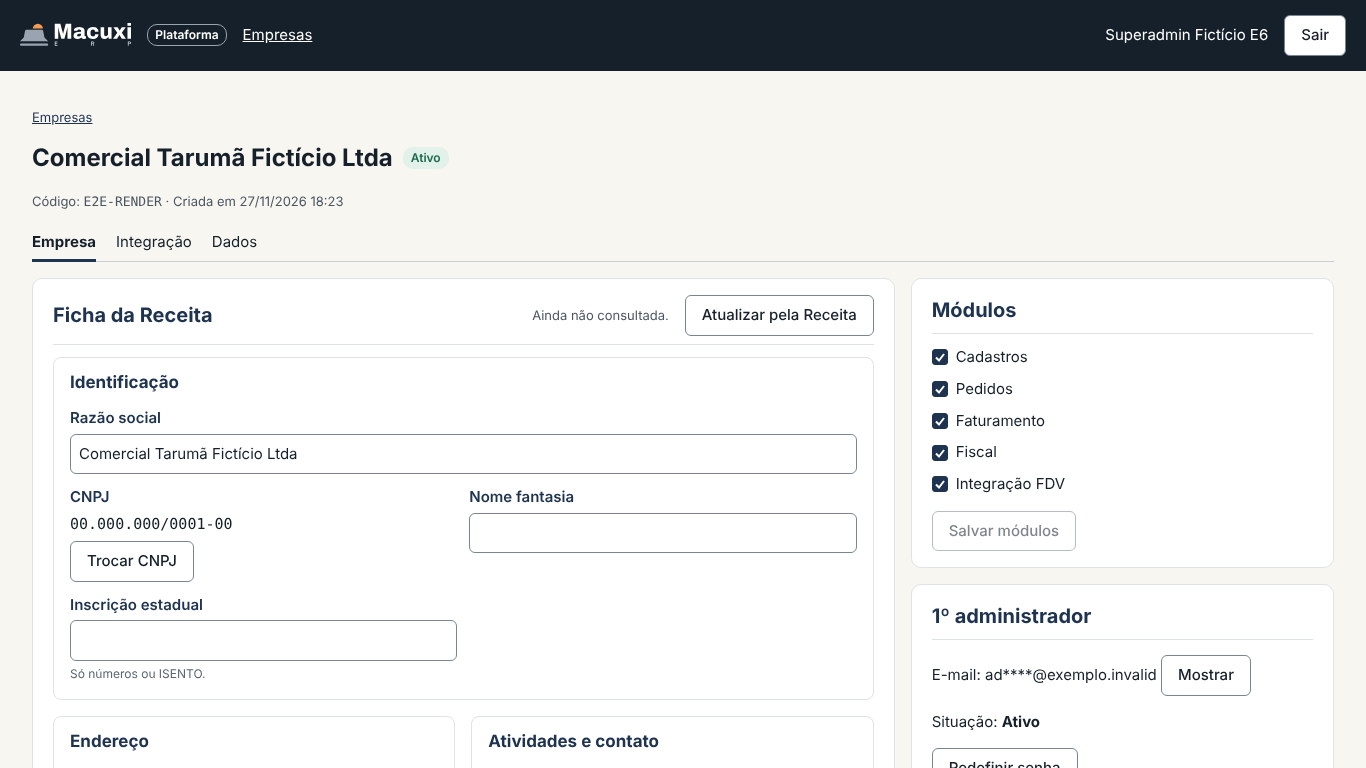 Macuxi
E R P
Plataforma
Empresas
Superadmin Fictício E6
Sair
Empresas
Comercial Tarumã Fictício Ltda
Ativo
Código: E2E-RENDER · Criada em 27/11/2026 18:23
Empresa
Integração
Dados
Ficha da Receita
Ainda não consultada.
Atualizar pela Receita
Identificação
Razão social
Comercial Tarumã Fictício Ltda
CNPJ
00.000.000/0001-00
Trocar CNPJ
Nome fantasia
Inscrição estadual
Só números ou ISENTO.
Endereço
Atividades e contato
Módulos
Cadastros
Pedidos
Faturamento
Fiscal
Integração FDV
Salvar módulos
1º administrador
E-mail: ad****@exemplo.invalid
Mostrar
Situação: Ativo
Redefinir senha